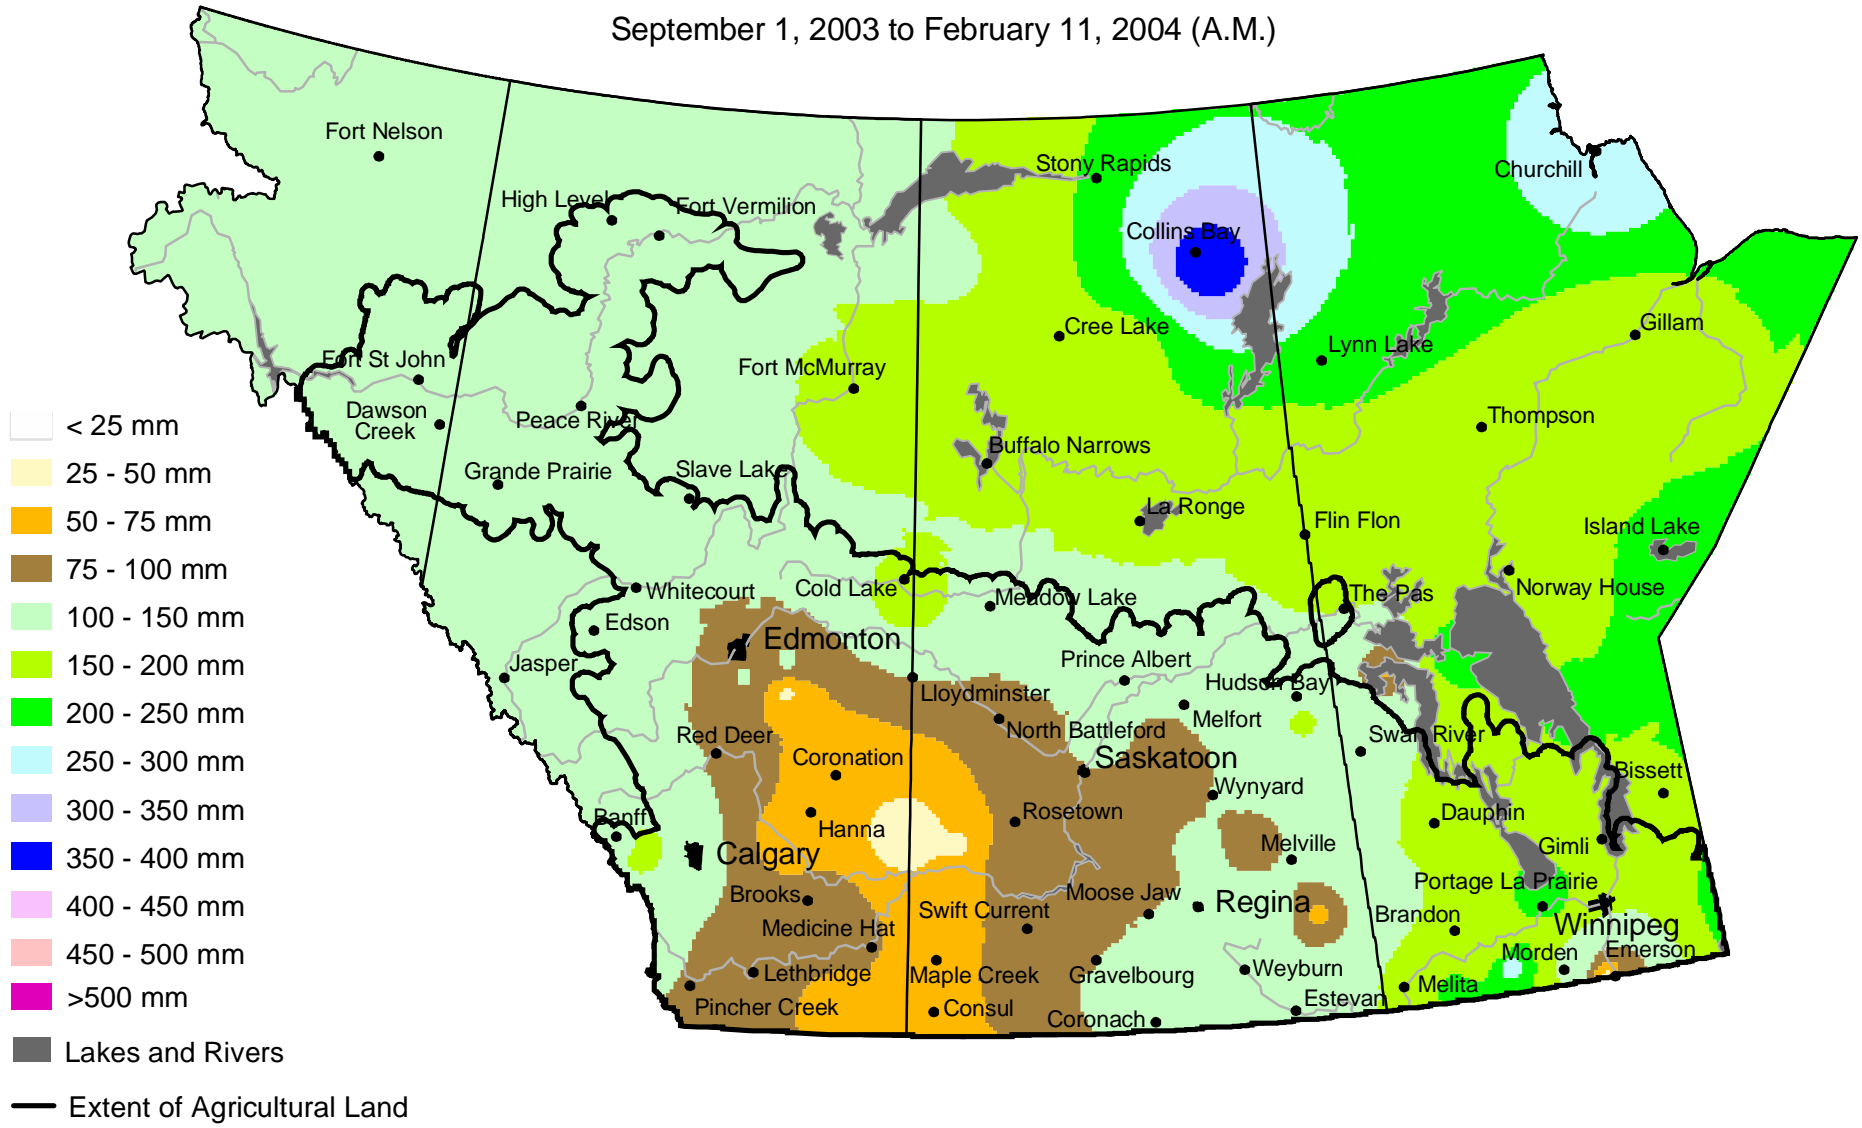 September 1, 2003 to February 11, 2004 (A.M.)
Fort Nelson
High Level
Fort Vermilion
Stony Rapids
Churchill
Collins Bay
Fort St John
Cree Lake
Lynn Lake
Gillam
Fort McMurray
Dawson
Creek
Peace River
Thompson
Buffalo Narrows
Grande Prairie
Slave Lake
La Ronge
Flin Flon
Island Lake
Whitecourt
Cold Lake
Meadow Lake
The Pas
Norway House
Edson
Edmonton
Jasper
Prince Albert
Lloydminster
Hudson Bay
North Battleford
Melfort
Red Deer
Coronation
Saskatoon
Swan River
Bissett
Wynyard
Banff
Hanna
Rosetown
Dauphin
Calgary
Melville
Gimli
Brooks
Moose Jaw
Portage La Prairie
Swift Current
Regina
Brandon
Winnipeg
Medicine Hat
Morden
Emerson
Lethbridge
Maple Creek
Gravelbourg
Weyburn
Melita
Pincher Creek
Consul
Coronach
Estevan
< 25 mm
25 - 50 mm
50 - 75 mm
75 - 100 mm
100 - 150 mm
150 - 200 mm
200 - 250 mm
250 - 300 mm
300 - 350 mm
350 - 400 mm
400 - 450 mm
450 - 500 mm
>500 mm
Lakes and Rivers
Extent of Agricultural Land